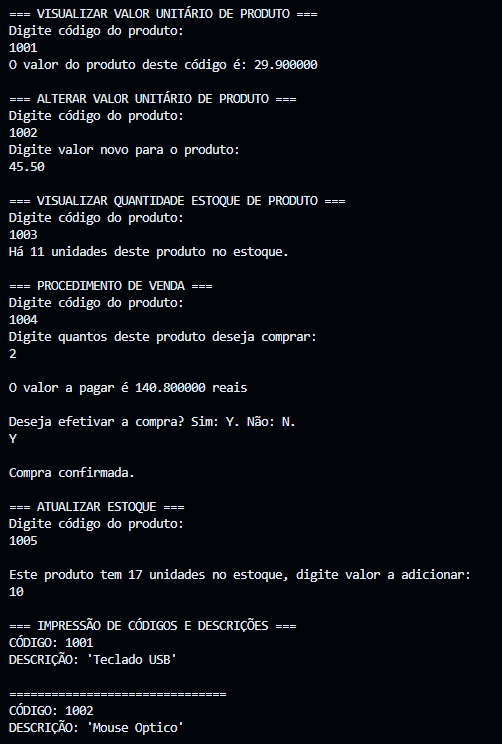 === VISUALIZAR VALOR UNITÁRIO DE PRODUTO ===
Digite código do produto:
1001
O valor do produto deste código é: 29.900000
=== ALTERAR VALOR UNITÁRIO DE PRODUTO ===
Digite código do produto:
1002
Digite valor novo para o produto:
45.50
=== VISUALIZAR QUANTIDADE ESTOQUE DE PRODUTO ===
Digite código do produto:
1003
Há 11 unidades deste produto no estoque.
=== PROCEDIMENTO DE VENDA ===
Digite código do produto:
1004
Digite quantos deste produto deseja comprar:
2
O valor a pagar é 140.800000 reais
Deseja efetivar a compra? Sim: Y. Não: N.
Y
Compra confirmada.
=== ATUALIZAR ESTOQUE ===
Digite código do produto:
1005
Este produto tem 17 unidades no estoque, digite valor a adicionar:
10
=== IMPRESSÃO DE CÓDIGOS E DESCRIÇÕES ===
CÓDIGO: 1001
DESCRIÇÃO: 'Teclado USB'
===============================
CÓDIGO: 1002
DESCRIÇÃO: 'Mouse Optico'